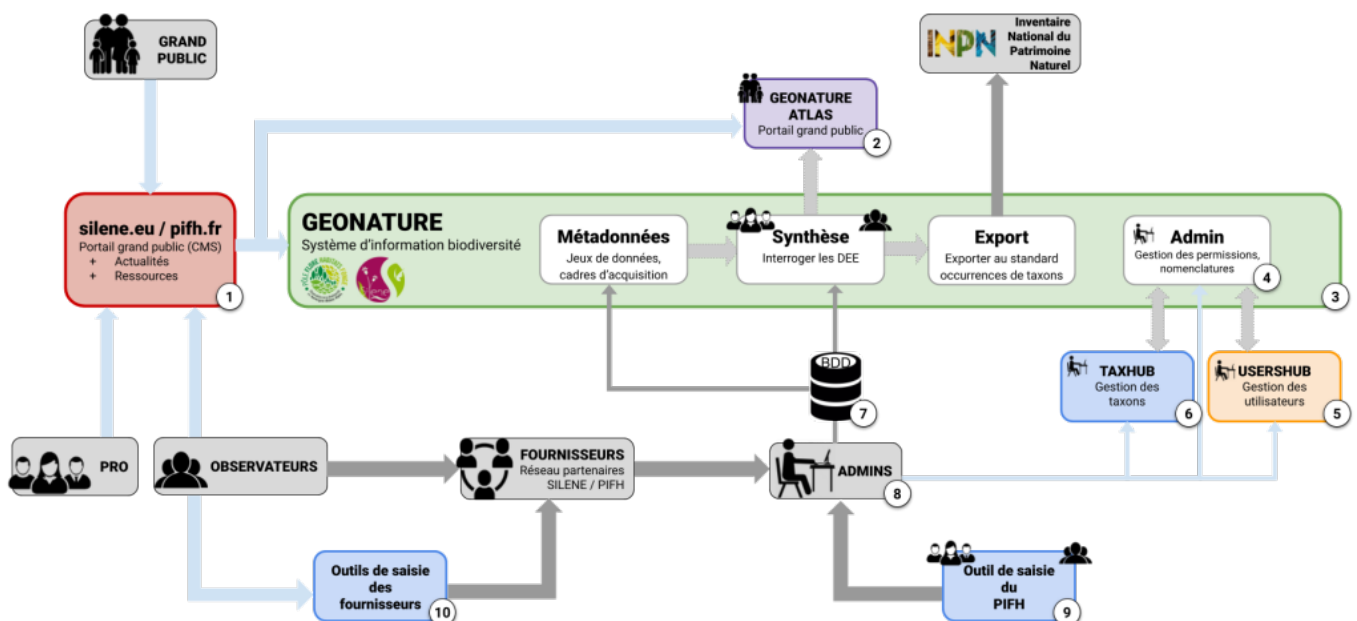 GRAND
PUBLIC
INPN
Inventaire
National du
Patrimoine
Naturel
GEONATURE
ATLAS
Portail grand public
2
silene.eu / pifh.fr
Portail grand public (CMS)
+ Actualités
+ Ressources
1
GEONATURE
Système d'information biodiversité
Métadonnées
Jeux de données,
cadres d'acquisition
Synthèse
Interroger les DEE
Export
Exporter au standard
occurrences de taxons
Admin
Gestion des permissions,
nomenclatures
4
3
BDD
7
TAXHUB
Gestion des
taxons
6
USERSHUB
Gestion des
utilisateurs
5
PRO
OBSERVATEURS
FOURNISSEURS
Réseau partenaires
SILENE / PIFH
ADMINS
8
Outils de saisie
des
fournisseurs
10
Outil de saisie
du
PIFH
9